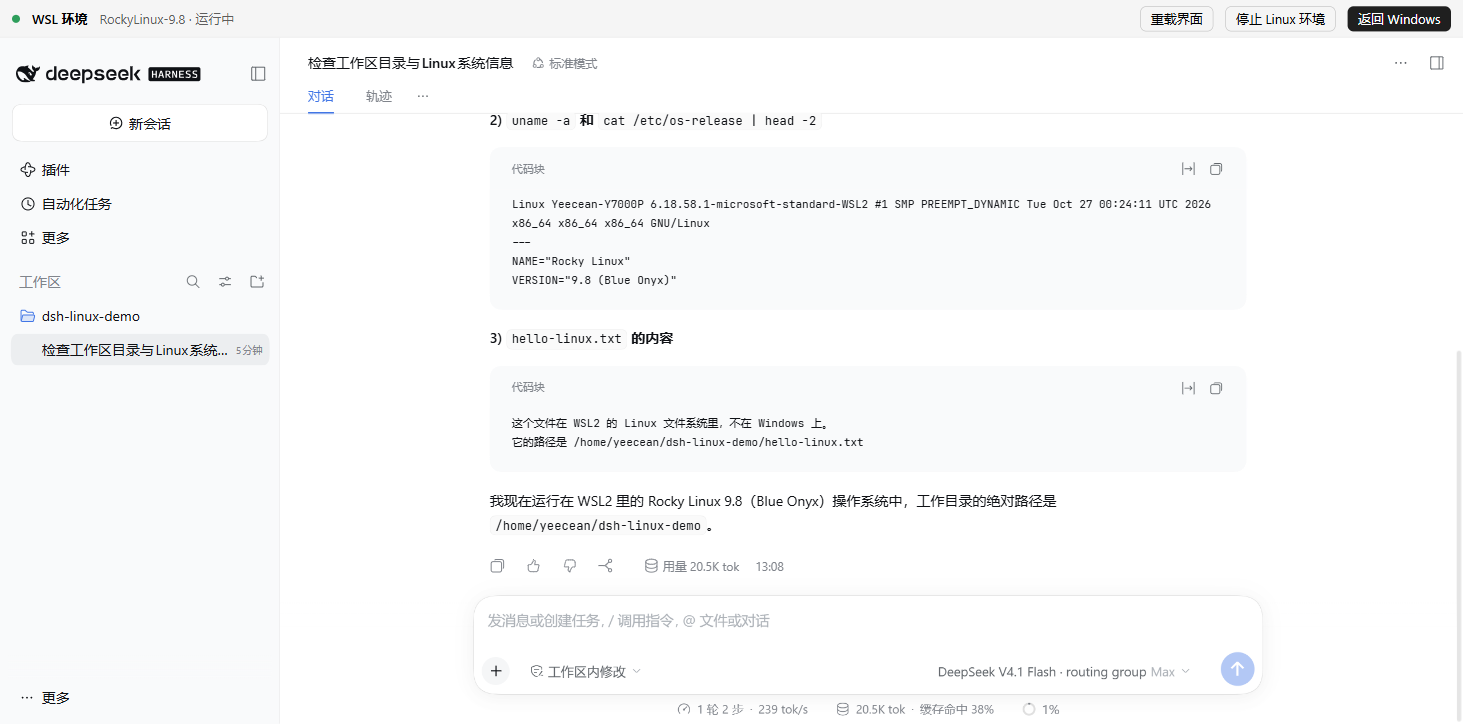 WSL 环境 RockyLinux-9.8 · 运行中 重载界面 停止 Linux 环境 返回 Windows
deepseek HARNESS
新会话
插件
自动化任务
更多
工作区
dsh-linux-demo
检查工作区目录与Linux系统... 5分钟
... 更多
检查工作区目录与Linux系统信息 标准模式 ...
对话 轨迹 ...
2) uname -a 和 cat /etc/os-release | head -2
代码块
Linux Yeecean-Y7000P 6.18.58.1-microsoft-standard-WSL2 #1 SMP PREEMPT_DYNAMIC Tue Oct 27 00:24:11 UTC 2026
x86_64 x86_64 x86_64 GNU/Linux
---
NAME="Rocky Linux"
VERSION="9.8 (Blue Onyx)"
3) hello-linux.txt 的内容
代码块
这个文件在 WSL2 的 Linux 文件系统里，不在 Windows 上。
它的路径是 /home/yeecean/dsh-linux-demo/hello-linux.txt
我现在运行在 WSL2 里的 Rocky Linux 9.8（Blue Onyx）操作系统中，工作目录的绝对路径是
/home/yeecean/dsh-linux-demo 。
用量 20.5K tok 13:08
发消息或创建任务, / 调用指令, @ 文件或对话
+ 工作区内修改 DeepSeek V4.1 Flash · routing group Max
1 轮 2 步 · 239 tok/s 20.5K tok · 缓存命中 38% 1%